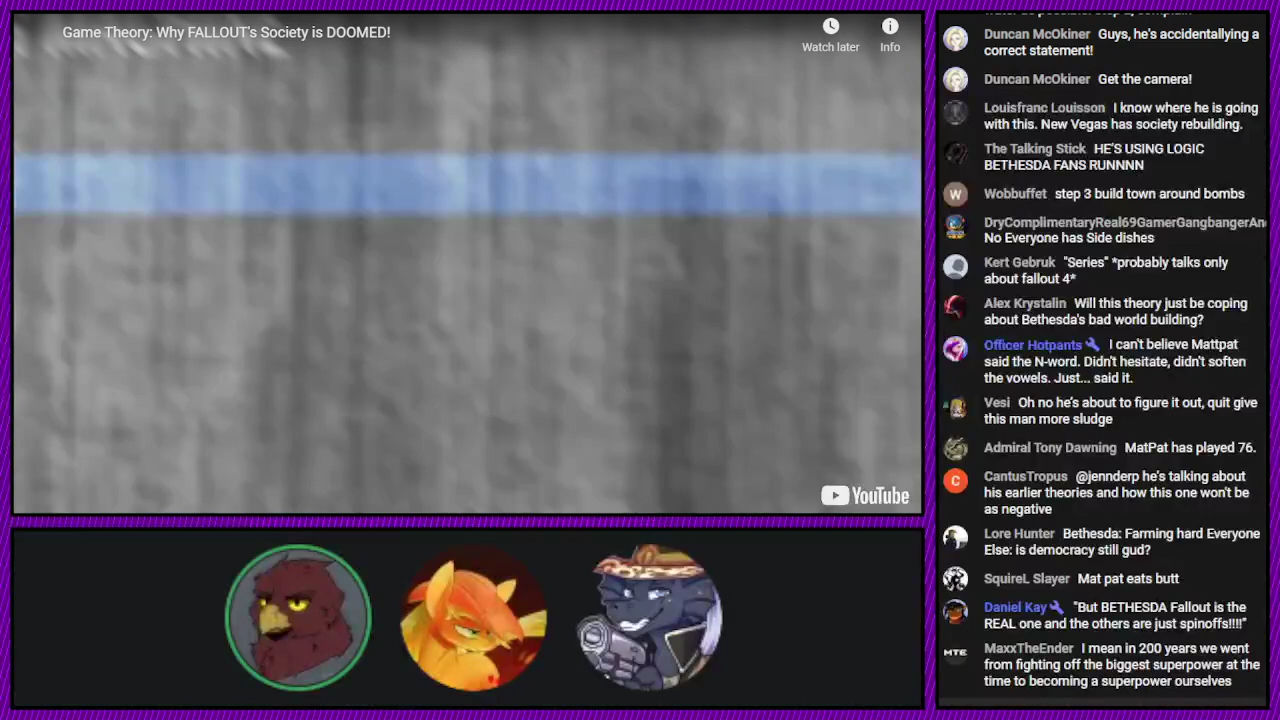 Game Theory: Why FALLOUT's Society is DOOMED!
Watch later
Info
YouTube
Duncan McOkiner Guys, he's accidentallying a
correct statement!
Duncan McOkiner Get the camera!
Louisfranc Louisson I know where he is going
with this. New Vegas has society rebuilding.
The Talking Stick HE'S USING LOGIC
BETHESDA FANS RUNNNN
W
Wobbuffet step 3 build town around bombs
DryComplimentaryReal69GamerGangbangerAn
No Everyone has Side dishes
Kert Gebruk "Series" *probably talks only
about fallout 4*
Alex Krystalin Will this theory just be coping
about Bethesda's bad world building?
Officer Hotpants I can't believe Mattpat
said the N-word. Didn't hesitate, didn't soften
the vowels. Just... said it.
Vesi Oh no he's about to figure it out, quit give
this man more sludge
Admiral Tony Dawning MatPat has played 76.
C
CantusTropus @jennderp he's talking about
his earlier theories and how this one won't be
as negative
Lore Hunter Bethesda: Farming hard Everyone
Else: is democracy still gud?
SquireL Slayer Mat pat eats butt
Daniel Kay "But BETHESDA Fallout is the
REAL one and the others are just spinoffs!!!!"
MTE
MaxxTheEnder I mean in 200 years we went
from fighting off the biggest superpower at the
time to becoming a superpower ourselves